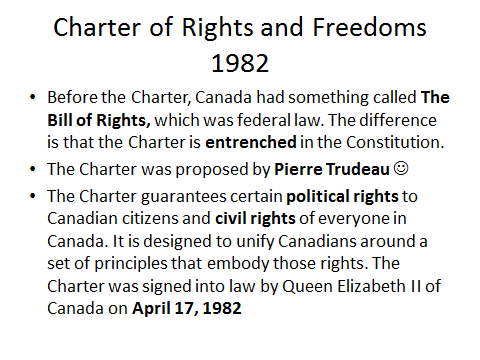 Charter of Rights and Freedoms
1982
• Before the Charter, Canada had something called The
Bill of Rights, which was federal law. The difference
is that the Charter is entrenched in the Constitution.
• The Charter was proposed by Pierre Trudeau ☺
• The Charter guarantees certain political rights to
Canadian citizens and civil rights of everyone in
Canada. It is designed to unify Canadians around a
set of principles that embody those rights. The
Charter was signed into law by Queen Elizabeth II of
Canada on April 17, 1982